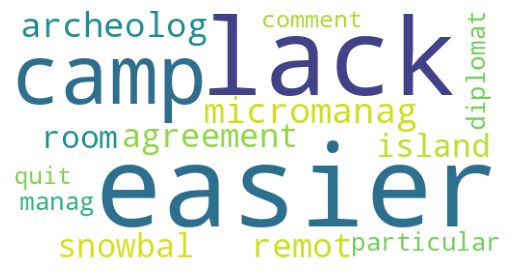 comment
archeolog
lack
diplomat
camp
micromanag
room agreement
island
easier
quit
manag
snowbal remot particular